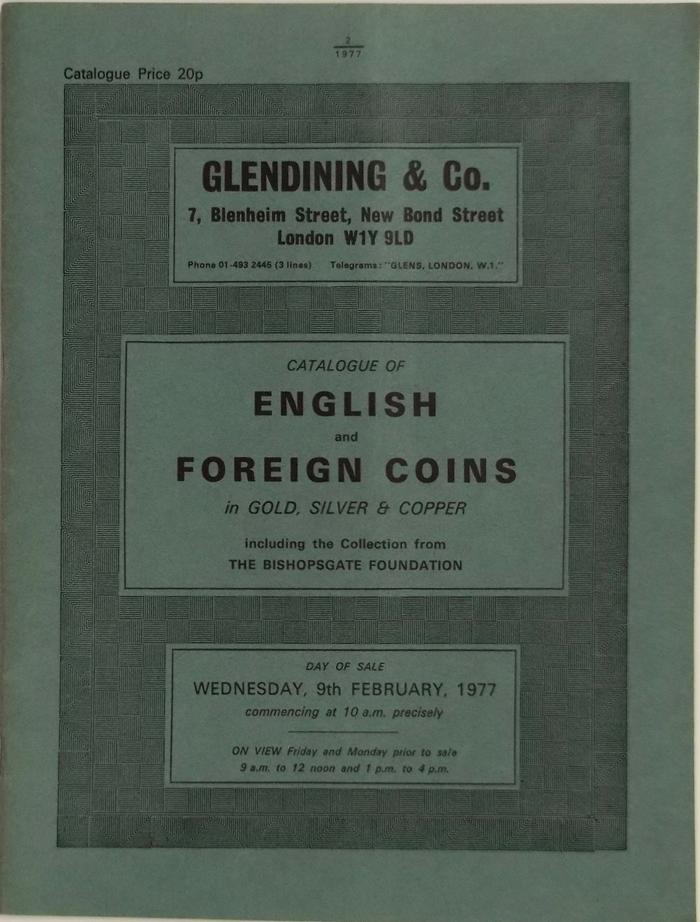 2
1977
Catalogue Price 20p
GLENDINING & Co.
7, Blenheim Street, New Bond Street
London W1Y 9LD
Phone 01-493 2445 (3 lines) Telegrams: "GLENS, LONDON, W.1."
CATALOGUE OF
ENGLISH
and
FOREIGN COINS
in GOLD, SILVER & COPPER
including the Collection from
THE BISHOPSGATE FOUNDATION
DAY OF SALE
WEDNESDAY, 9th FEBRUARY, 1977
commencing at 10 a.m. precisely
ON VIEW Friday and Monday prior to sale
9 a.m. to 12 noon and 1 p.m. to 4 p.m.